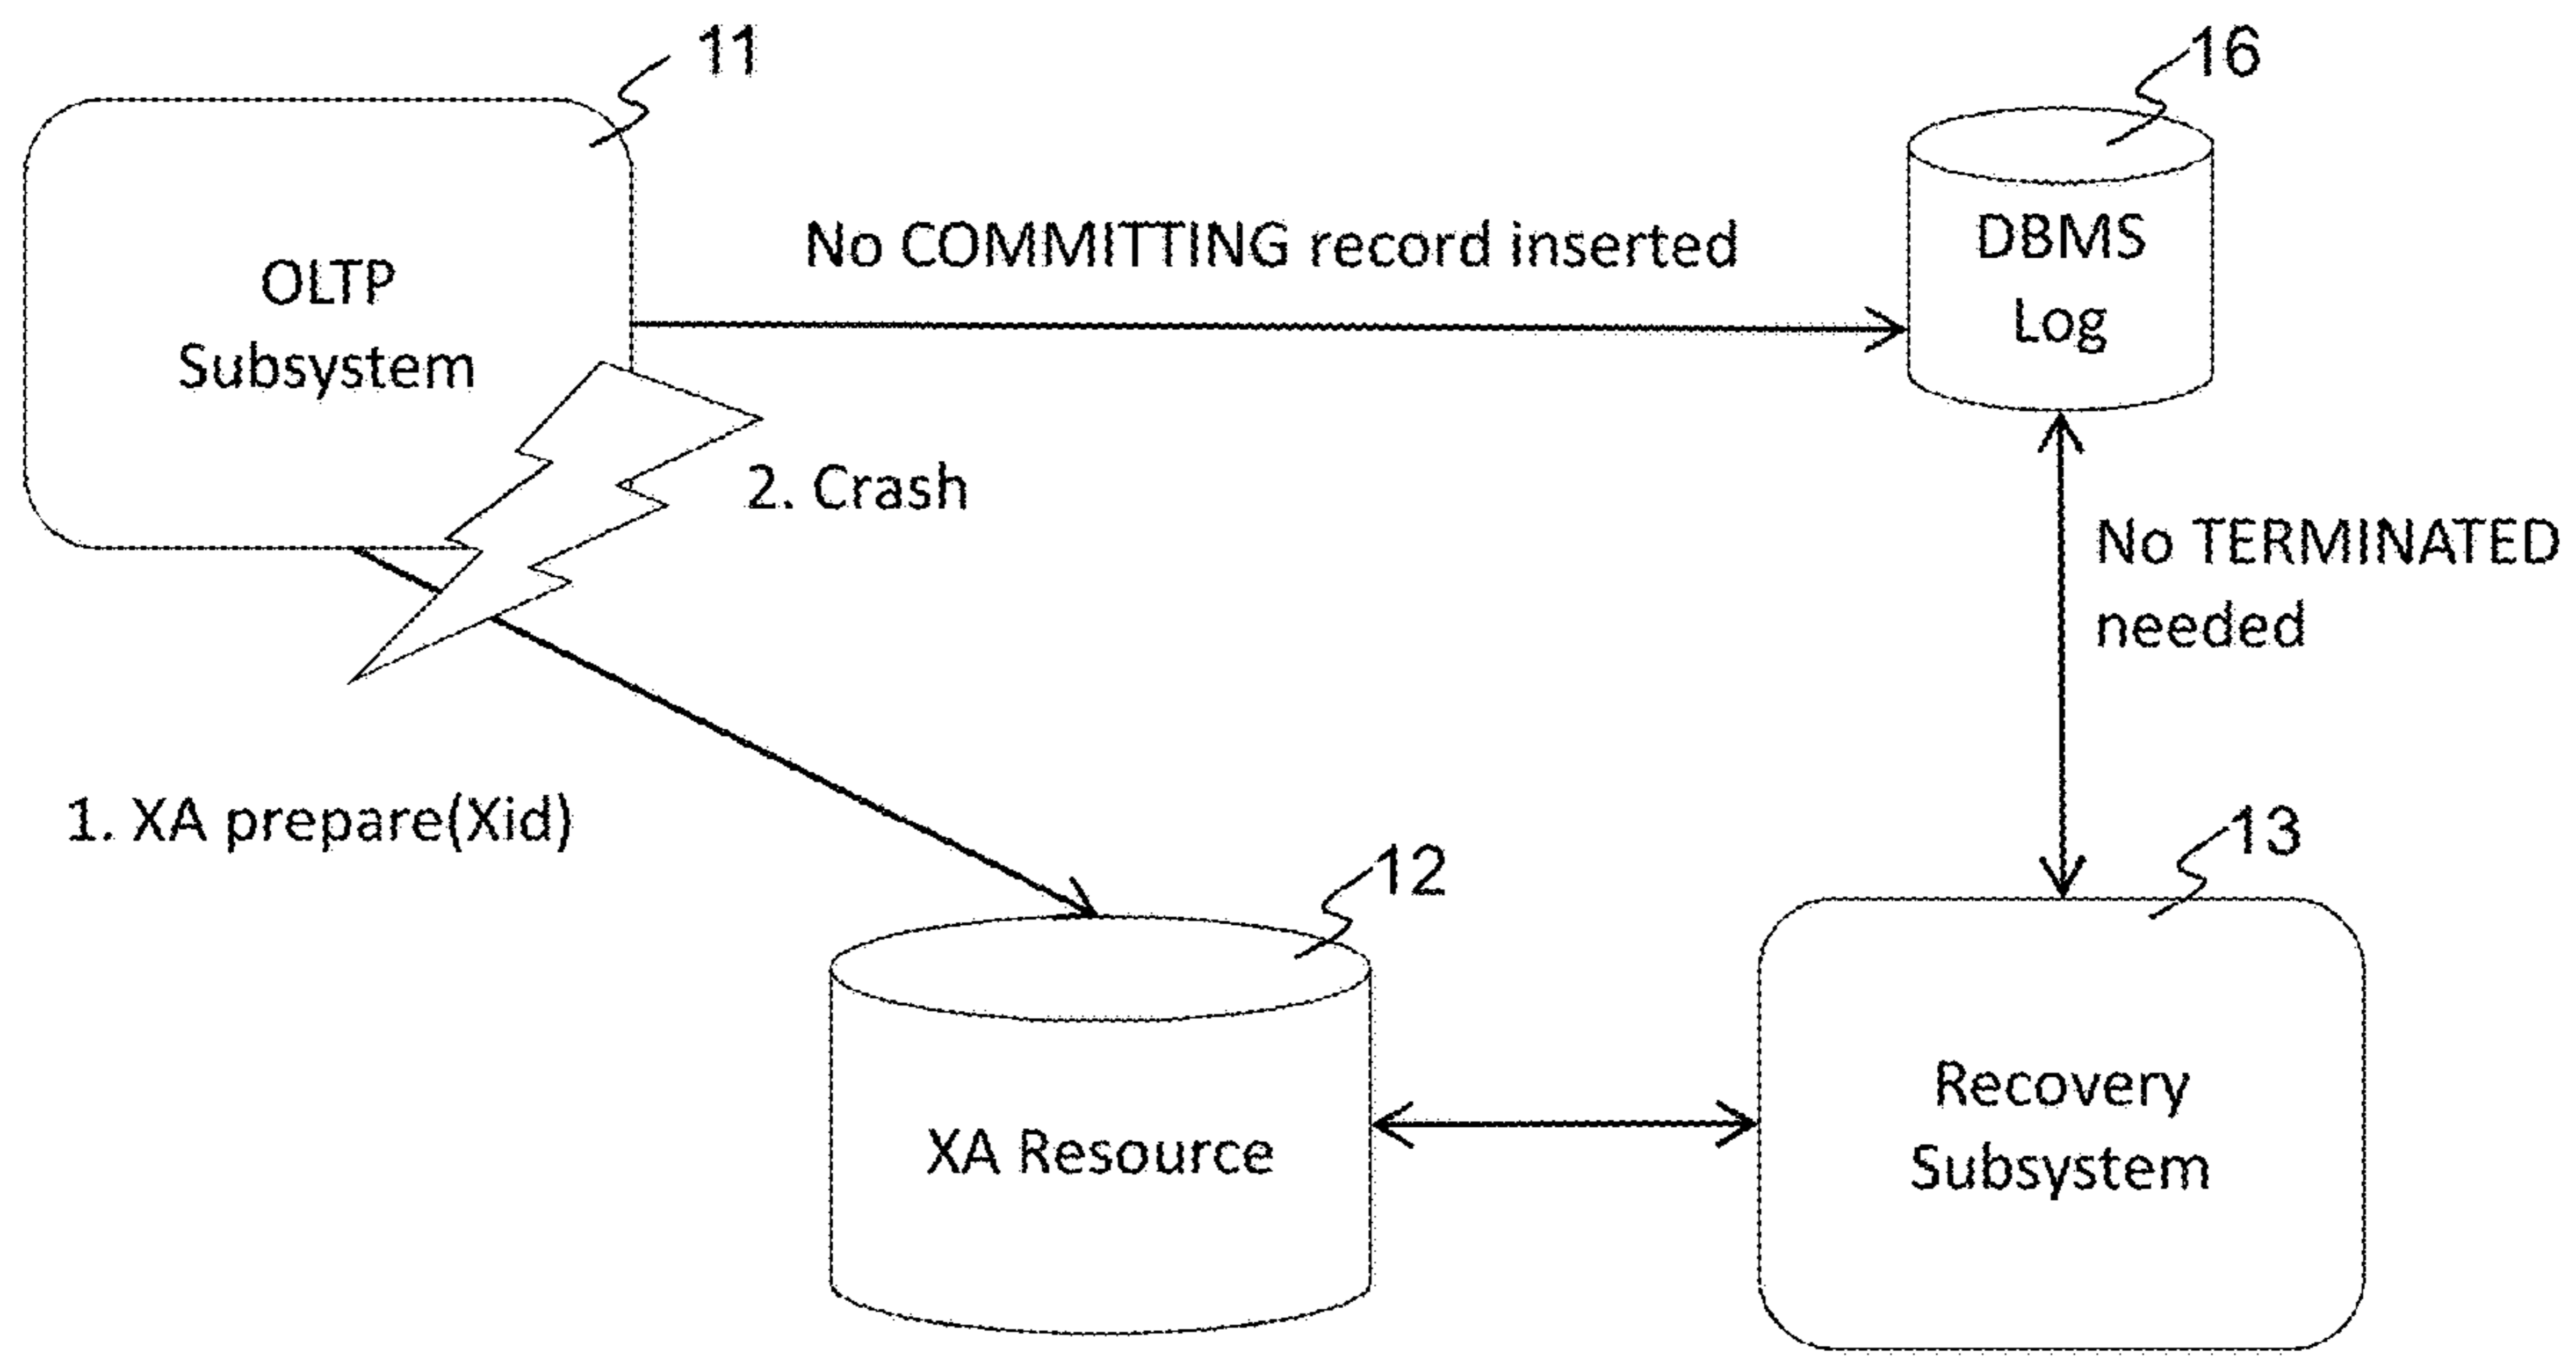 11
16
OLTP
Subsystem
No COMMITTING record inserted
DBMS
Log
2. Crash
No TERMINATED
needed
1. XA prepare(Xid)
12
13
XA Resource
Recovery
Subsystem